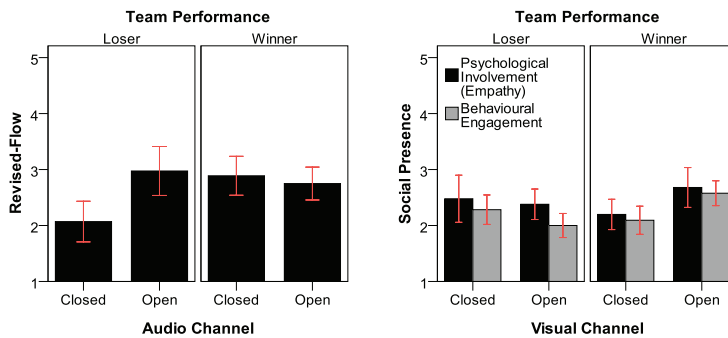 Team Performance
Loser
Winner
5
4
3
2
1
Revised-Flow
Closed
Open
Closed
Open
Audio Channel
Team Performance
Loser
Winner
Psychological
Involvement
(Empathy)
Behavioural
Engagement
5
4
3
2
1
Social Presence
Closed
Open
Closed
Open
Visual Channel